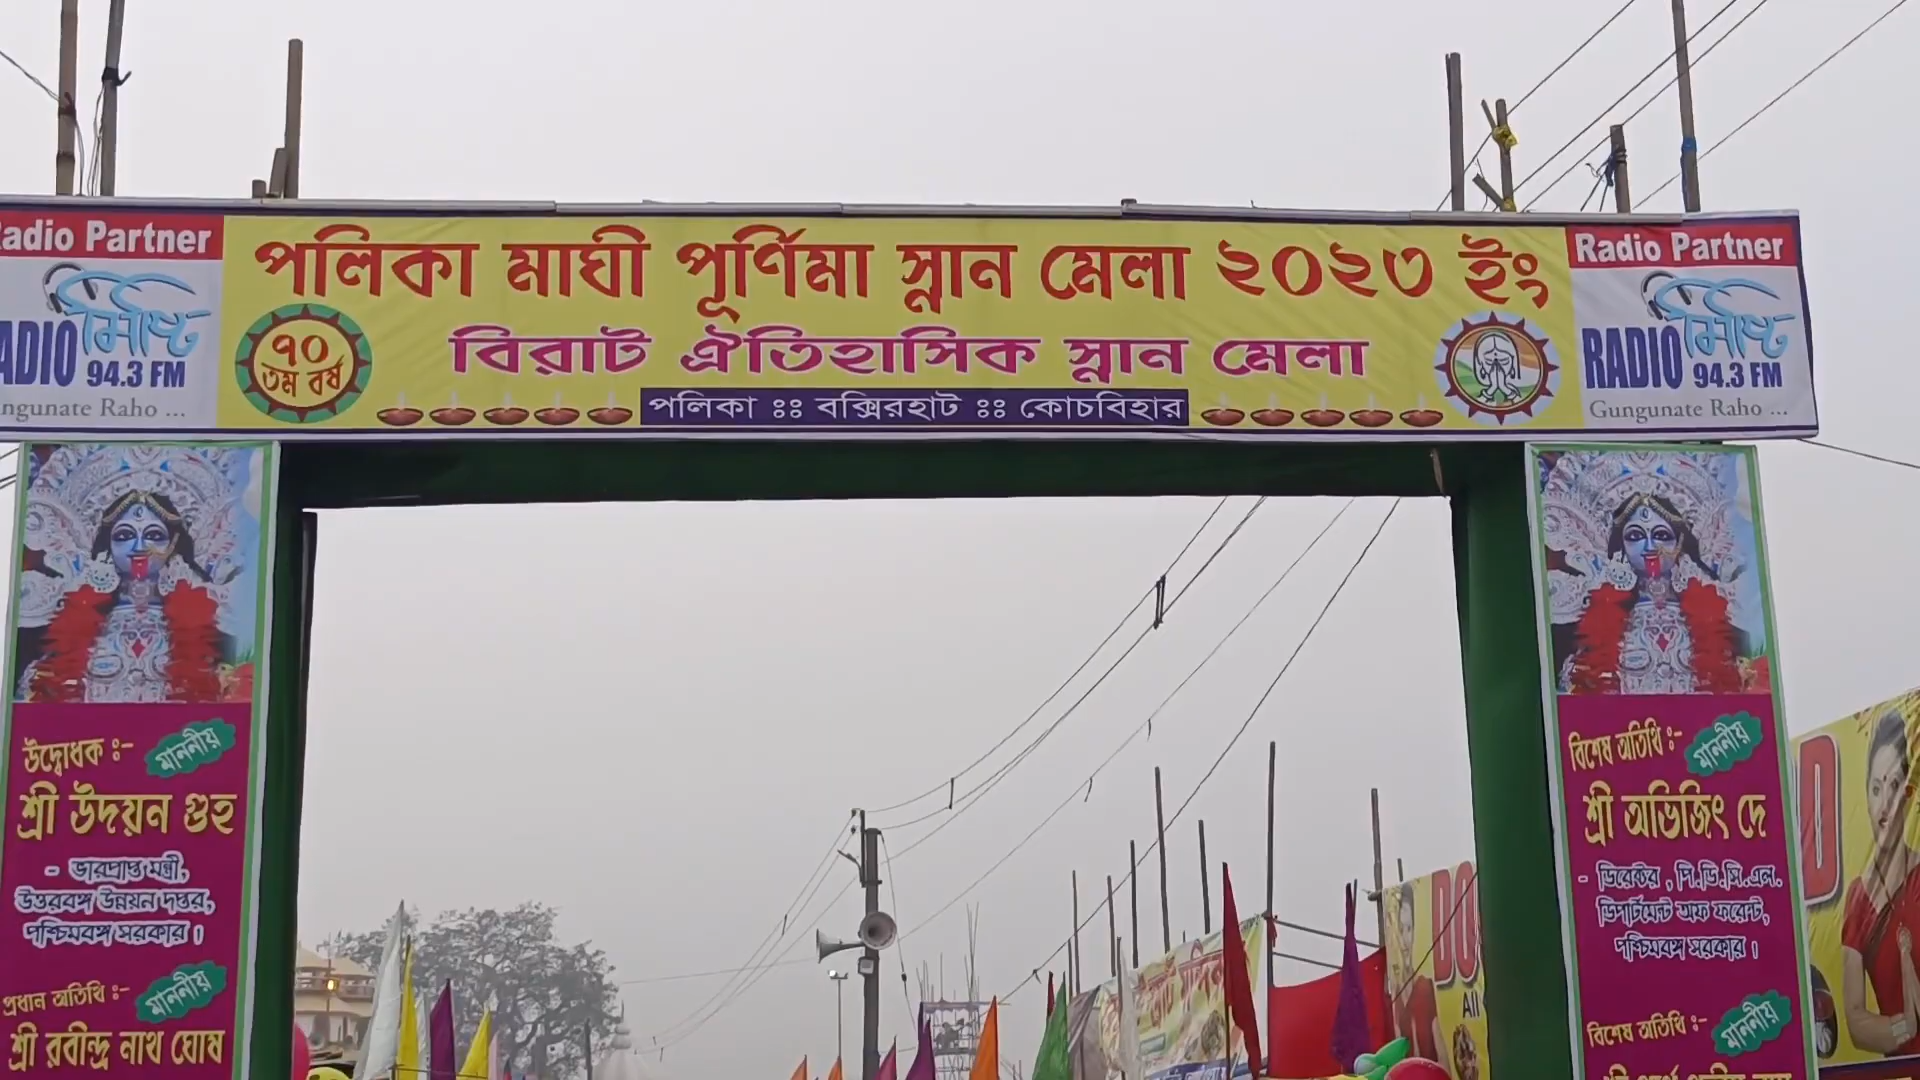 Radio Partner
পলিকা মাঘী পূর্ণিমা স্নান মেলা ২০২৩ ইং
Radio Partner
RADIO মিষ্টি
94.3 FM
ngunate Raho ...
৭০
তম বর্ষ
বিরাট ঐতিহাসিক স্নান মেলা
পলিকা ঃঃ বক্সিরহাট ঃঃ কোচবিহার
RADIO মিষ্টি
94.3 FM
Gungunate Raho ...
উদ্বোধক ঃ- মাননীয়
শ্রী উদয়ন গুহ
- ভারপ্রাপ্ত মন্ত্রী,
উত্তরবঙ্গ উন্নয়ন দপ্তর,
পশ্চিমবঙ্গ সরকার।
প্রধান অতিথি ঃ- মাননীয়
শ্রী রবীন্দ্র নাথ ঘোষ
বিশেষ অতিথি ঃ- মাননীয়
শ্রী অভিজিৎ দে
- ডিরেক্টর, পি.ডি.সি.এল.
ডিপার্টমেন্ট অফ ফরেস্ট,
পশ্চিমবঙ্গ সরকার।
বিশেষ অতিথি ঃ- মাননীয়
DO
All
D